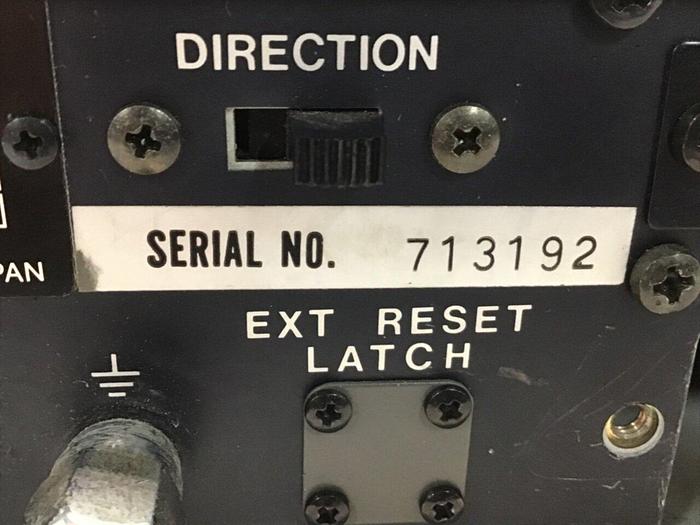 DIRECTION
SERIAL NO. 713192
PAN
EXT RESET
LATCH